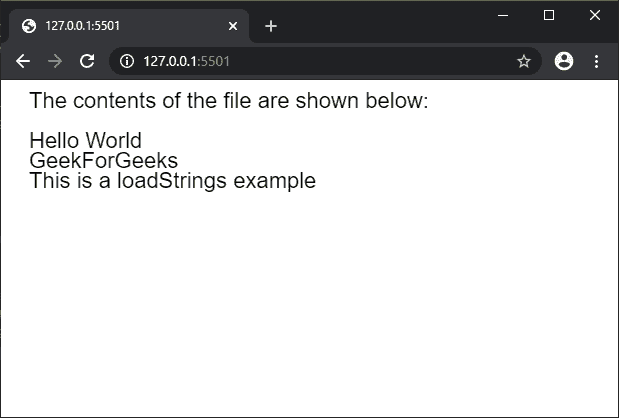 127.0.0.1:5501
127.0.0.1:5501
The contents of the file are shown below:
Hello World
GeekForGeeks
This is a loadStrings example